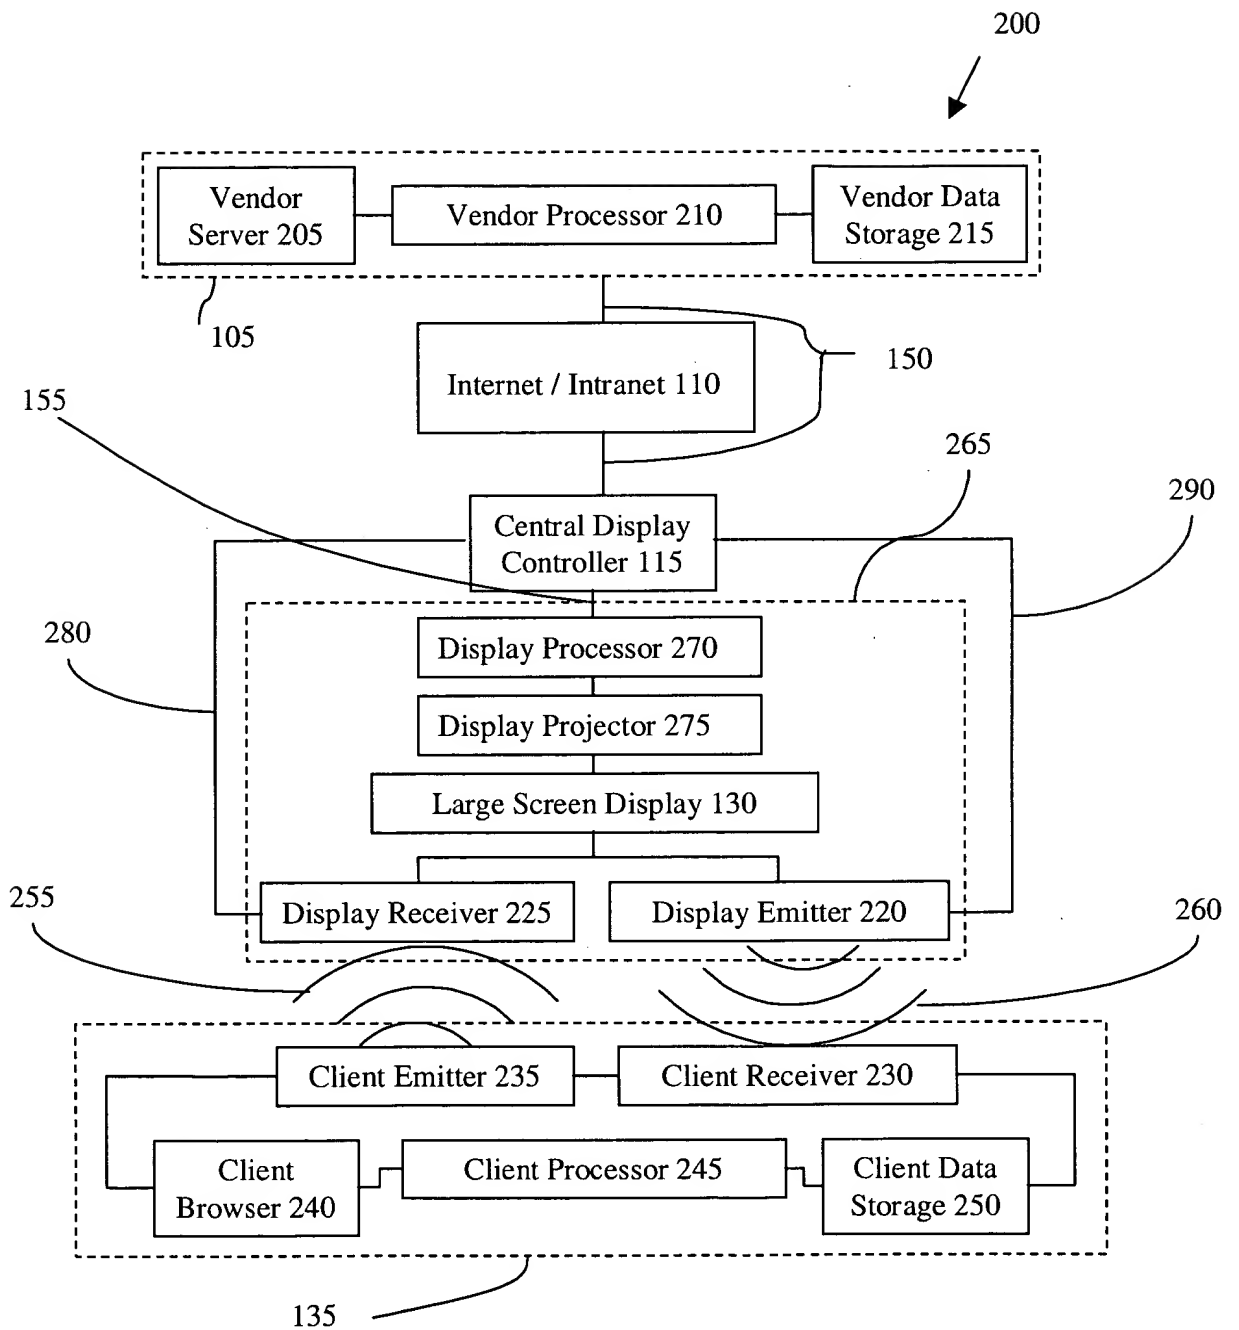 200
Vendor
Server 205
Vendor Processor 210
Vendor Data
Storage 215
105
Internet / Intranet 110
150
155
265
290
Central Display
Controller 115
280
Display Processor 270
Display Projector 275
Large Screen Display 130
255
Display Receiver 225
Display Emitter 220
260
Client Emitter 235
Client Receiver 230
Client
Browser 240
Client Processor 245
Client Data
Storage 250
135